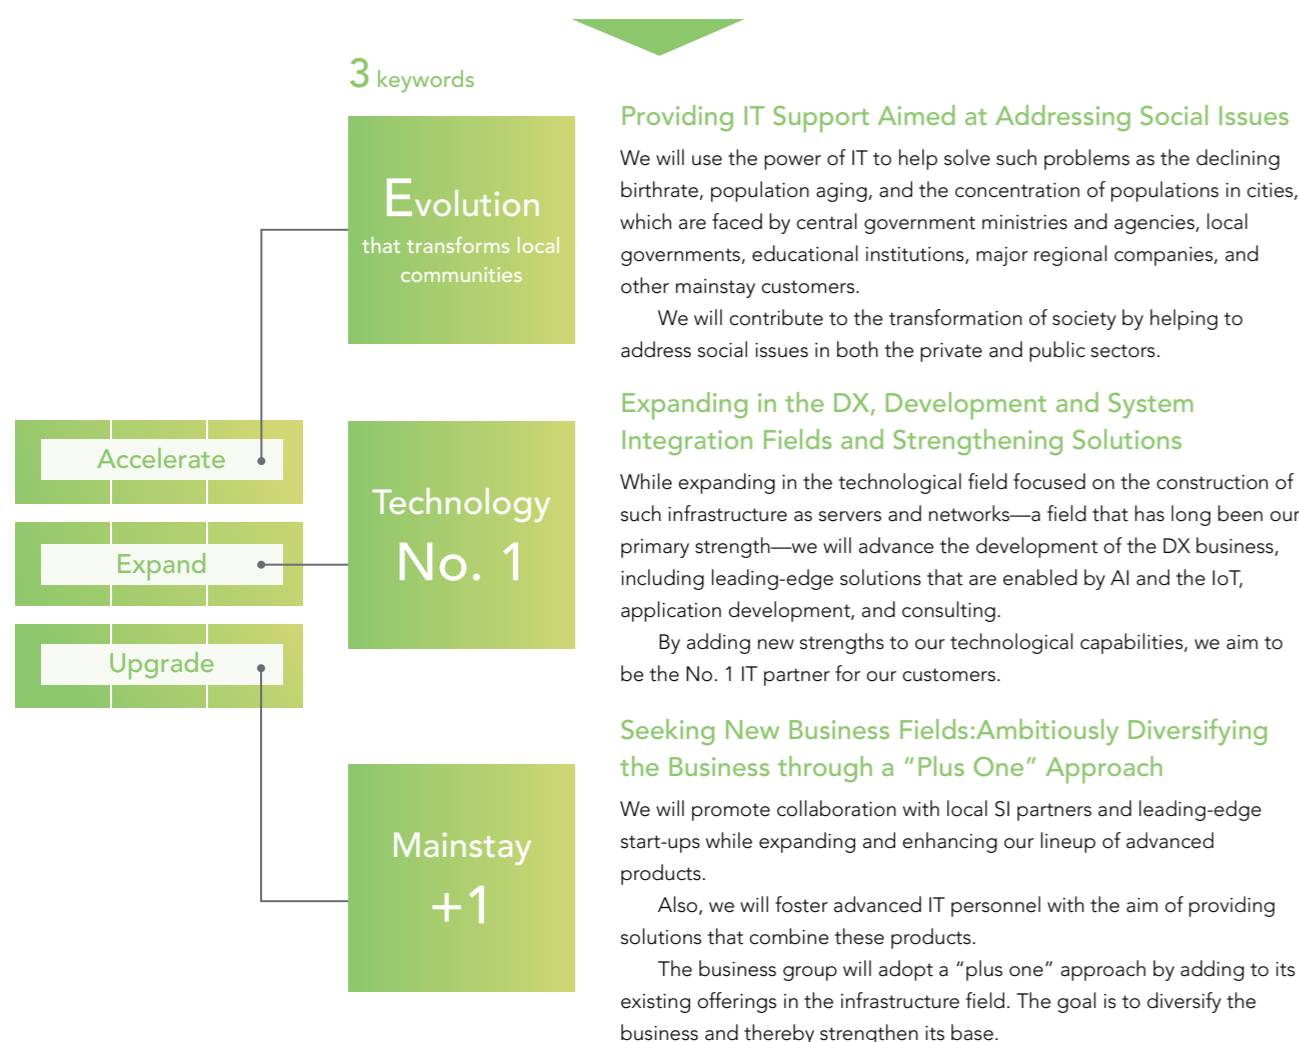 3 keywords
Evolution
that transforms local
communities
Providing IT Support Aimed at Addressing Social Issues
We will use the power of IT to help solve such problems as the declining
birthrate, population aging, and the concentration of populations in cities,
which are faced by central government ministries and agencies, local
governments, educational institutions, major regional companies, and
other mainstay customers.
We will contribute to the transformation of society by helping to
address social issues in both the private and public sectors.
Accelerate
Expand
Upgrade
Technology
No. 1
Expanding in the DX, Development and System
Integration Fields and Strengthening Solutions
While expanding in the technological field focused on the construction of
such infrastructure as servers and networks—a field that has long been our
primary strength—we will advance the development of the DX business,
including leading-edge solutions that are enabled by AI and the IoT,
application development, and consulting.
By adding new strengths to our technological capabilities, we aim to
be the No. 1 IT partner for our customers.
Mainstay
+1
Seeking New Business Fields:Ambitiously Diversifying
the Business through a “Plus One” Approach
We will promote collaboration with local SI partners and leading-edge
start-ups while expanding and enhancing our lineup of advanced
products.
Also, we will foster advanced IT personnel with the aim of providing
solutions that combine these products.
The business group will adopt a “plus one” approach by adding to its
existing offerings in the infrastructure field. The goal is to diversify the
business and thereby strengthen its base.